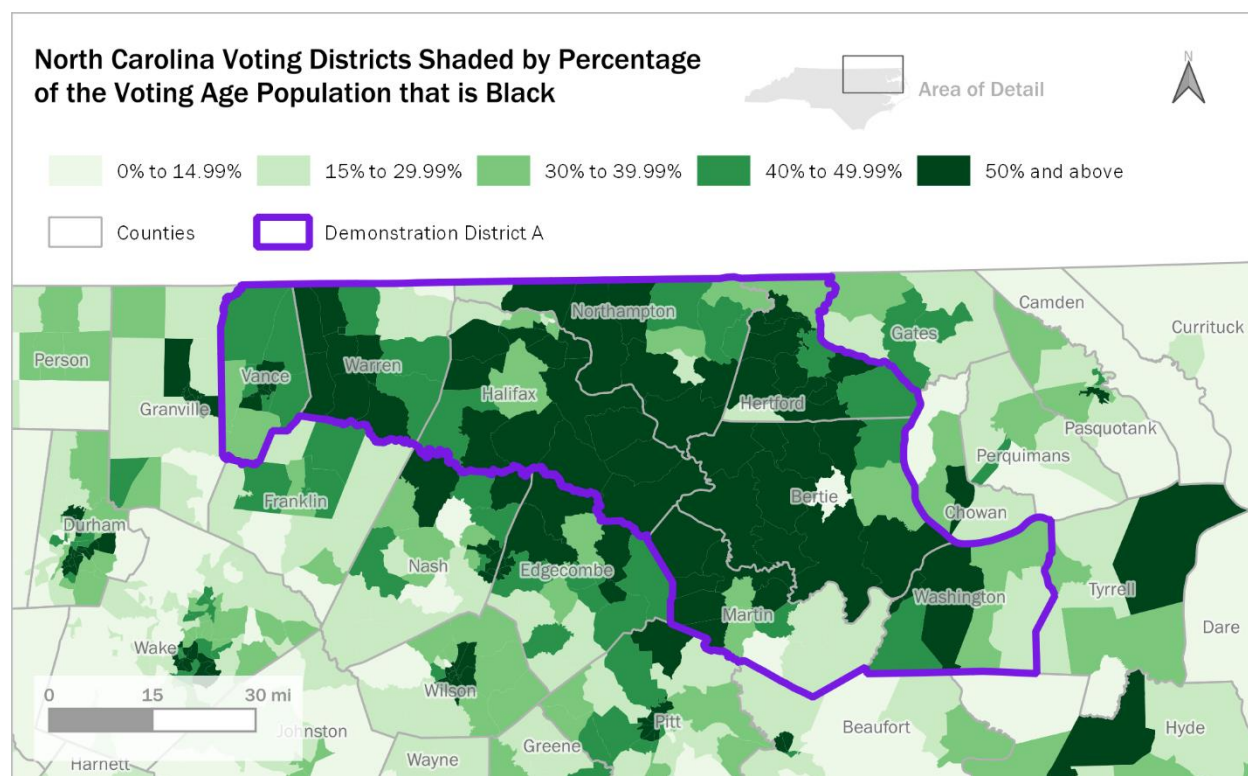 North Carolina Voting Districts Shaded by Percentage
of the Voting Age Population that is Black
Area of Detail
N
0% to 14.99%
15% to 29.99%
30% to 39.99%
40% to 49.99%
50% and above
Counties
Demonstration District A
Northampton
Camden
Currituck
Gates
Person
Vance
Warren
Halifax
Hertford
Granville
Pasquotank
Perquimans
Bertie
Franklin
Chowan
Durham
Nash
Edgecombe
Washington
Tyrrell
Martin
Dare
Wake
Wilson
0 15 30 mi
Johnston
Pitt
Beaufort
Hyde
Greene
Wayne
Harnett